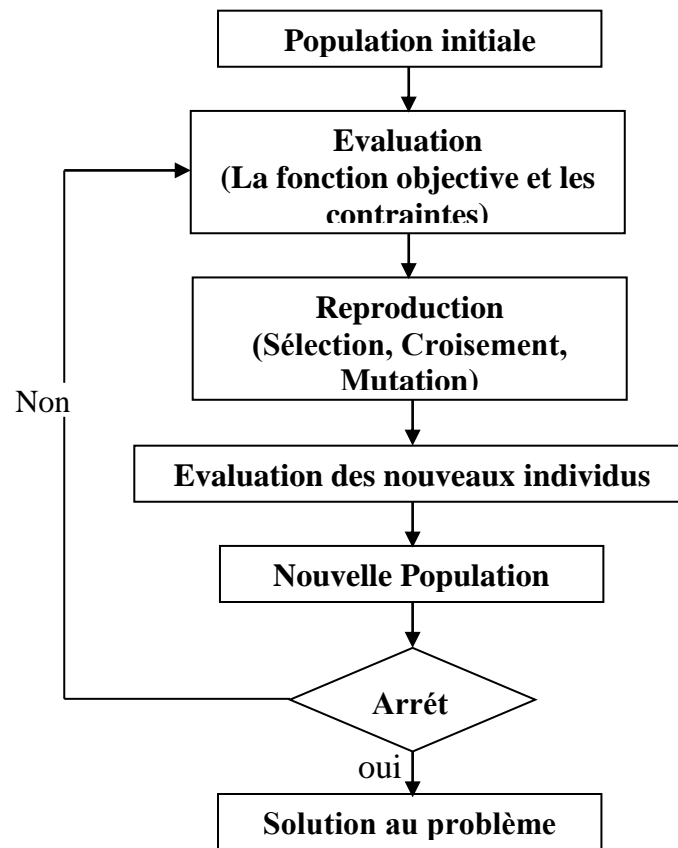 Population initiale
Evaluation
(La fonction objective et les
contraintes)
Reproduction
(Sélection, Croisement,
Mutation)
Non
Evaluation des nouveaux individus
Nouvelle Population
Arrét
oui
Solution au problème